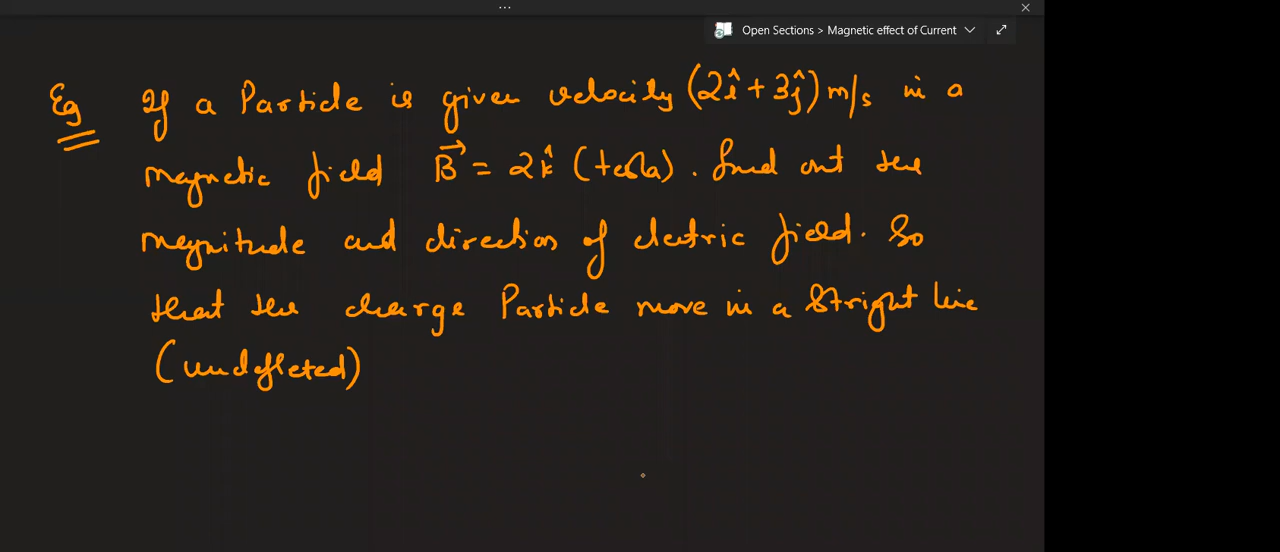 Open Sections > Magnetic effect of Current
Eg If a Particle is given velocity (2î + 3ĵ) m/s in a
magnetic field B⃗ = 2k̂ (tesla). find out the
magnitude and direction of electric field. So
that the charge Particle move in a Stright line
(undefleted)